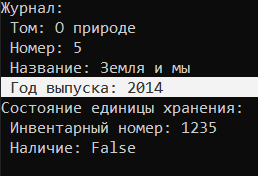 Журнал:
Том: О природе
Номер: 5
Название: Земля и мы
Год выпуска: 2014
Состояние единицы хранения:
Инвентарный номер: 1235
Наличие: False